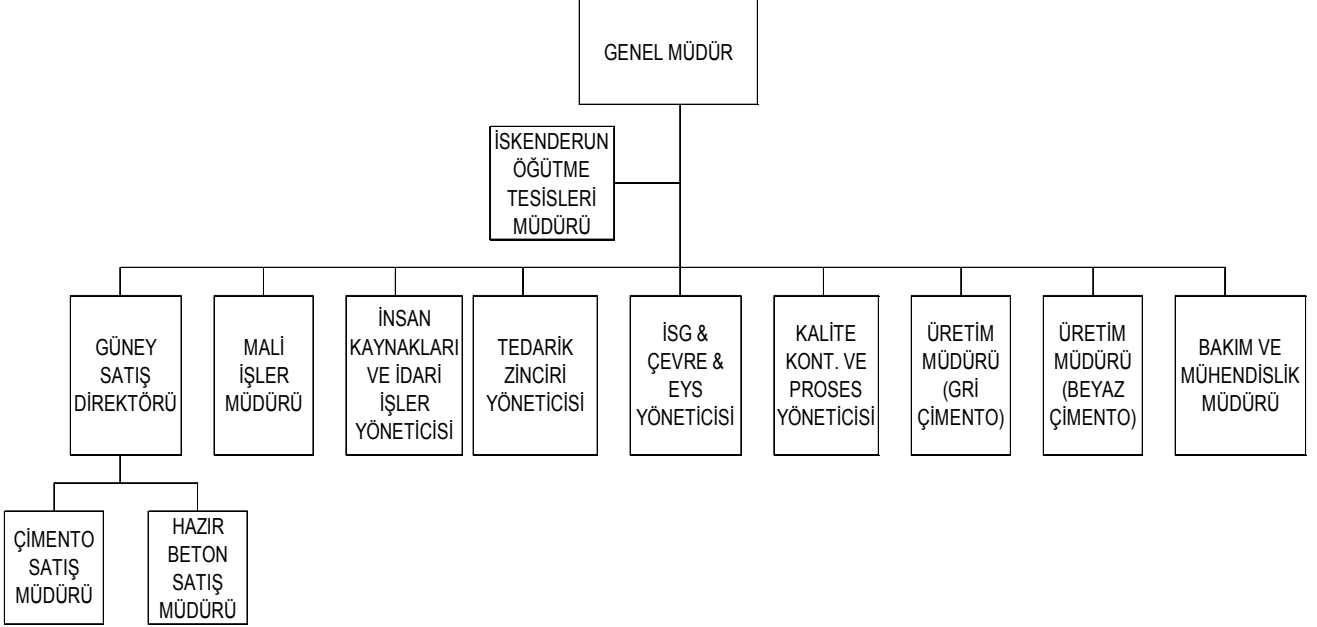 GENEL MÜDÜR
İSKENDERUN
ÖĞÜTME
TESİSLERİ
MÜDÜRÜ
GÜNEY
SATIŞ
DİREKTÖRÜ
MALİ
İŞLER
MÜDÜRÜ
İNSAN
KAYNAKLARI
VE İDARİ
İŞLER
YÖNETİCİSİ
TEDARİK
ZİNCİRİ
YÖNETİCİSİ
İSG &
ÇEVRE &
EYS
YÖNETİCİSİ
KALİTE
KONT. VE
PROSES
YÖNETİCİSİ
ÜRETİM
MÜDÜRÜ
(GRİ
ÇİMENTO)
ÜRETİM
MÜDÜRÜ
(BEYAZ
ÇİMENTO)
BAKIM VE
MÜHENDİSLİK
MÜDÜRÜ
ÇİMENTO
SATIŞ
MÜDÜRÜ
HAZIR
BETON
SATIŞ
MÜDÜRÜ